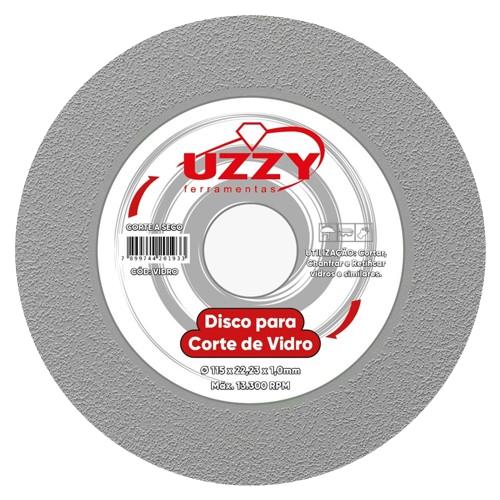 UZZY
ferramentas
CORTE A SECO
7 899744 201933
CÓD: VIDRO
UTILIZAÇÃO: Cortar,
Chanfrar e Retificar
vidros e similares.
Disco para
Corte de Vidro
Ø 115 x 22,23 x 1,0mm
Máx. 13.300 RPM